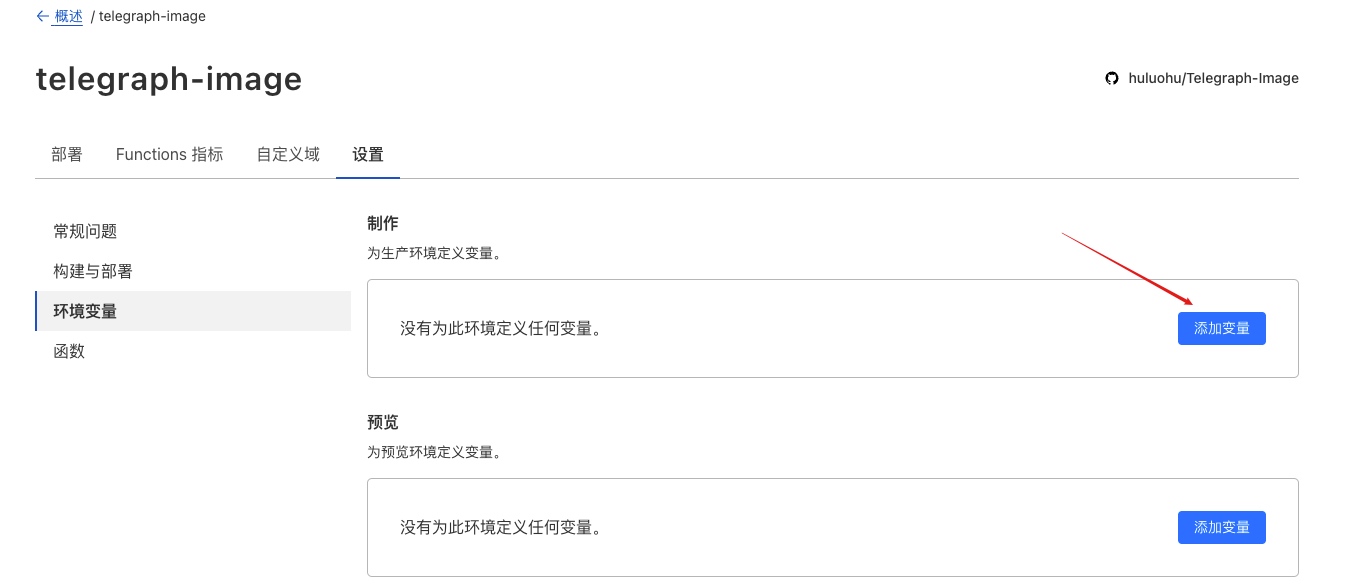 ← 概述 / telegraph-image
telegraph-image
huluohu/Telegraph-Image
部署 Functions 指标 自定义域 设置
常规问题
构建与部署
环境变量
函数
制作
为生产环境定义变量。
没有为此环境定义任何变量。 添加变量
预览
为预览环境定义变量。
没有为此环境定义任何变量。 添加变量